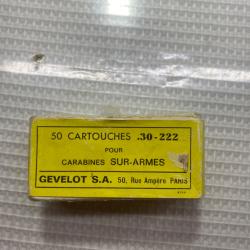 50 CARTOUCHES .30-222
POUR
CARABINES SUR-ARMES
GEVELOT S.A. 50, Rue Ampère PARIS